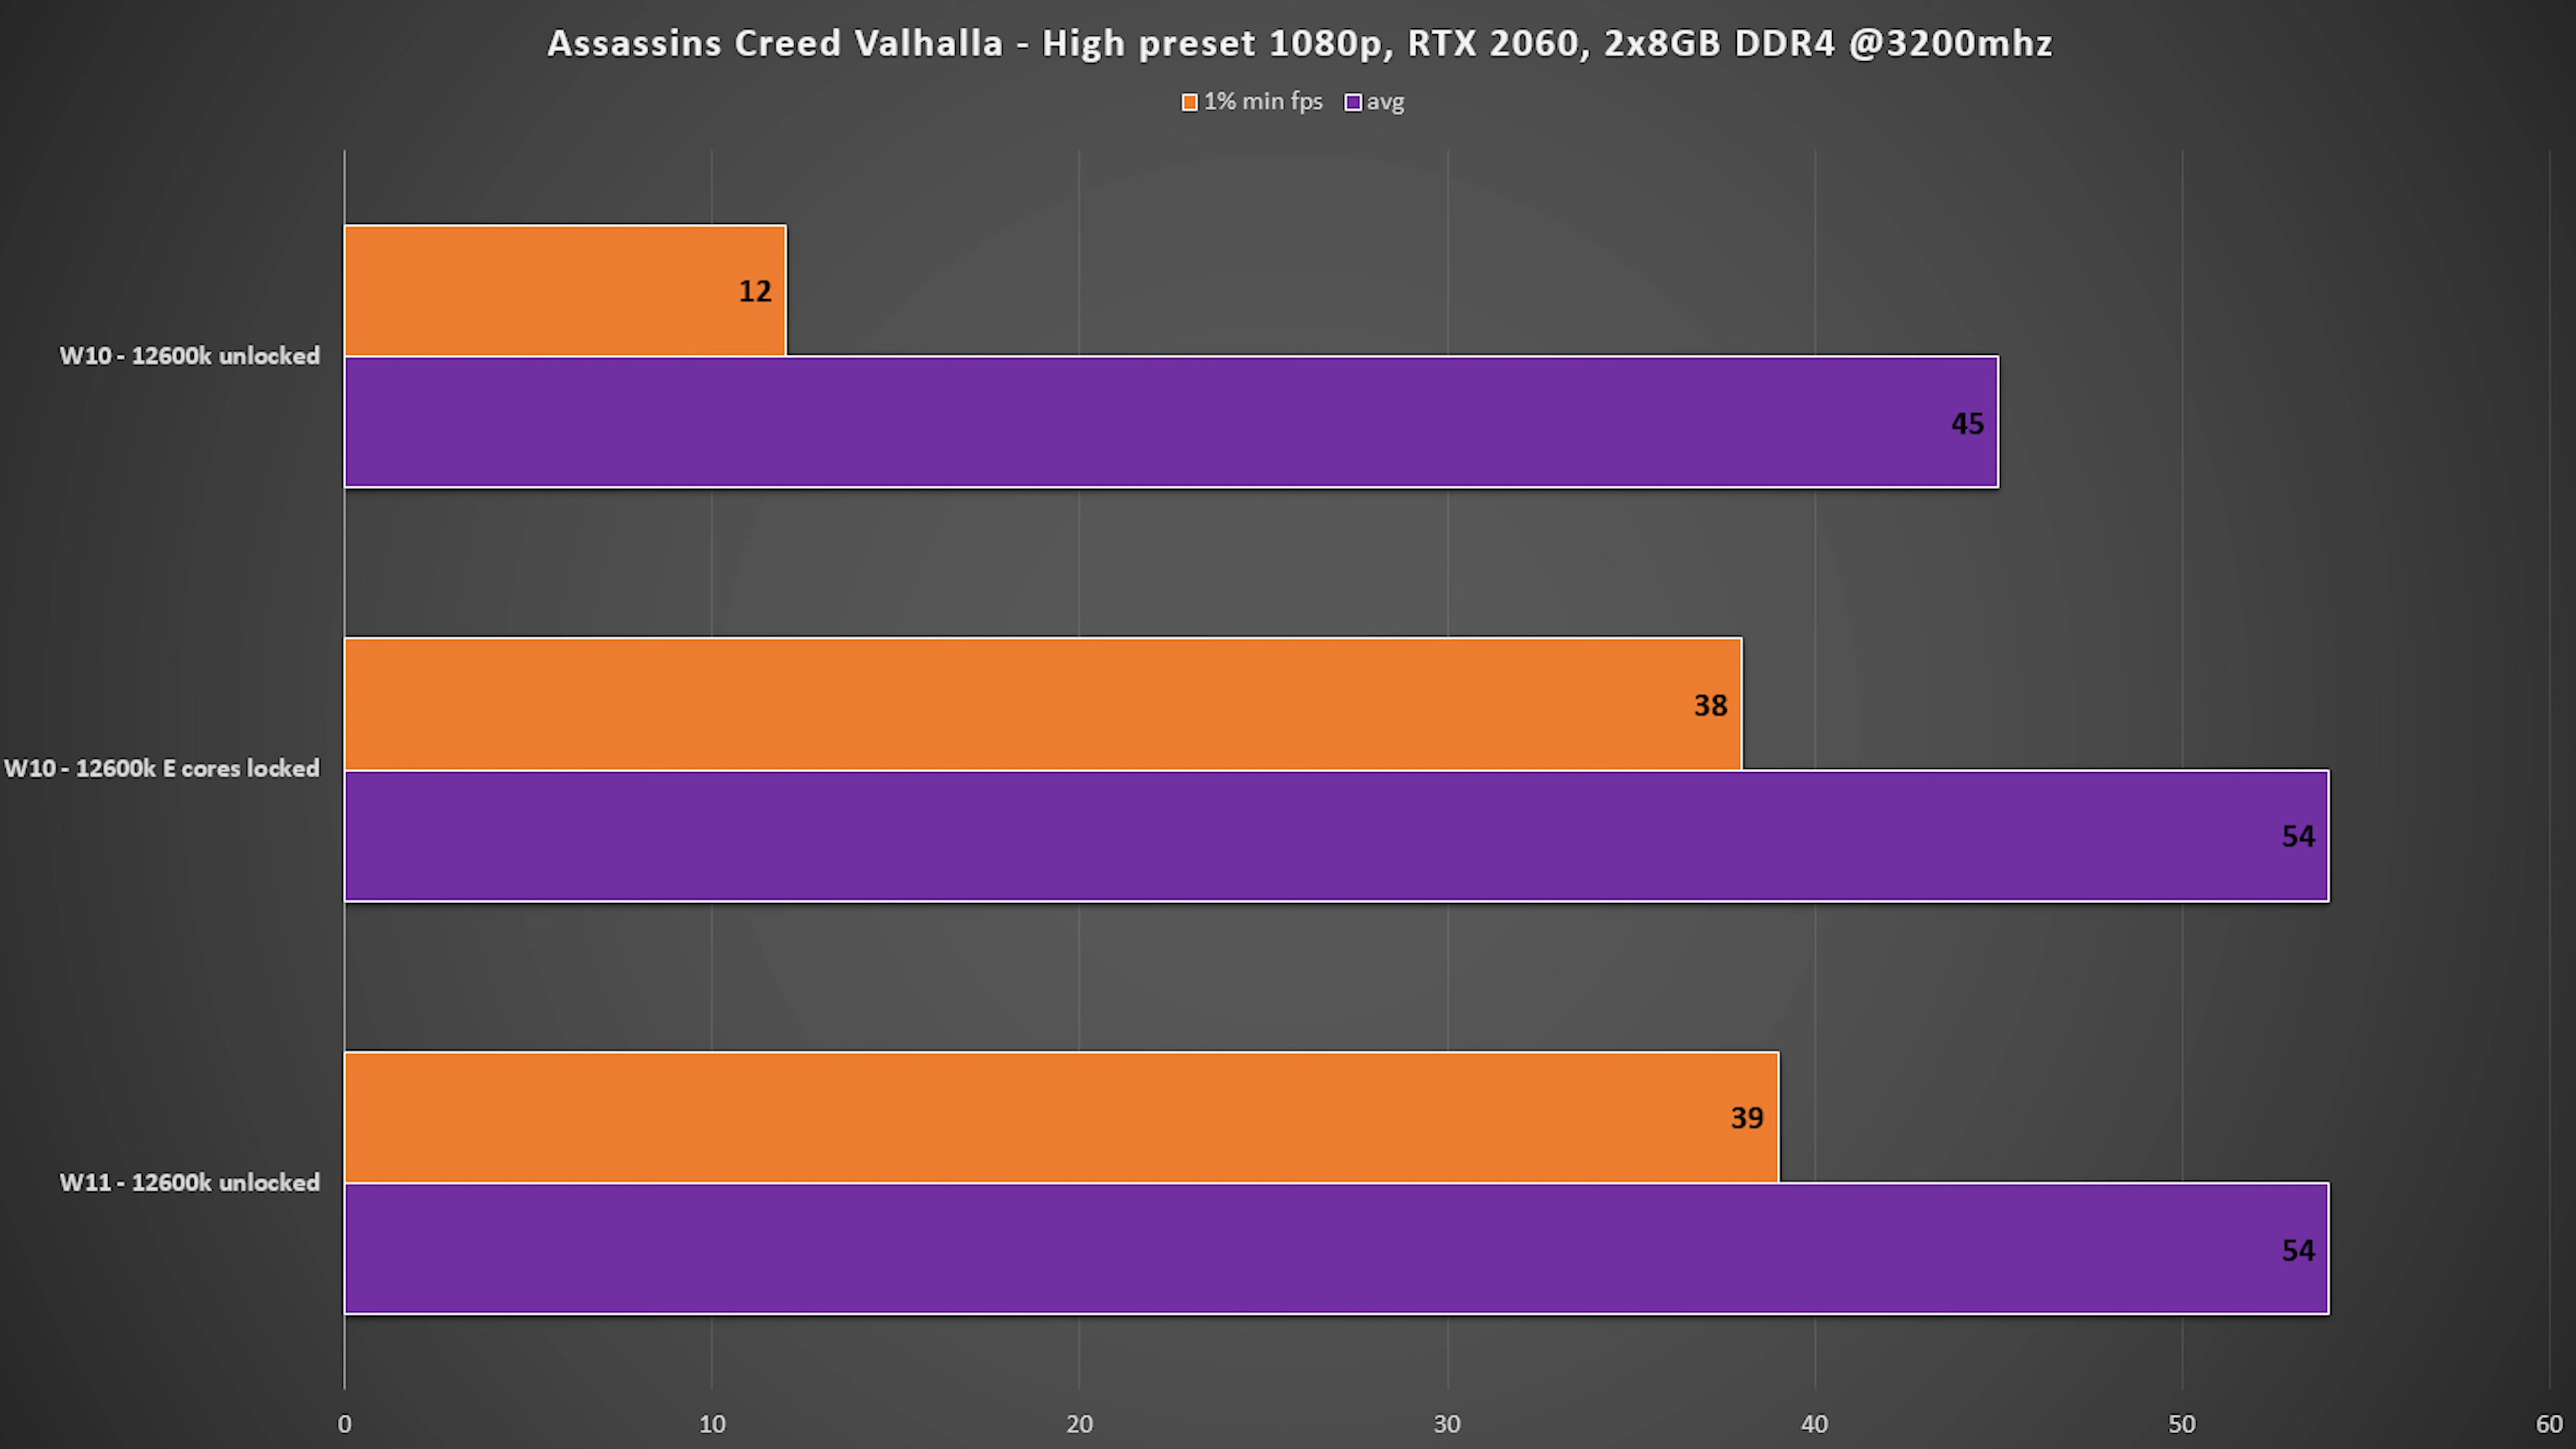 Assassins Creed Valhalla - High preset 1080p, RTX 2060, 2x8GB DDR4 @3200mhz
1% min fps avg
12
W10 - 12600k unlocked
45
38
W10 - 12600k E cores locked
54
39
W11 - 12600k unlocked
54
0 10 20 30 40 50 60